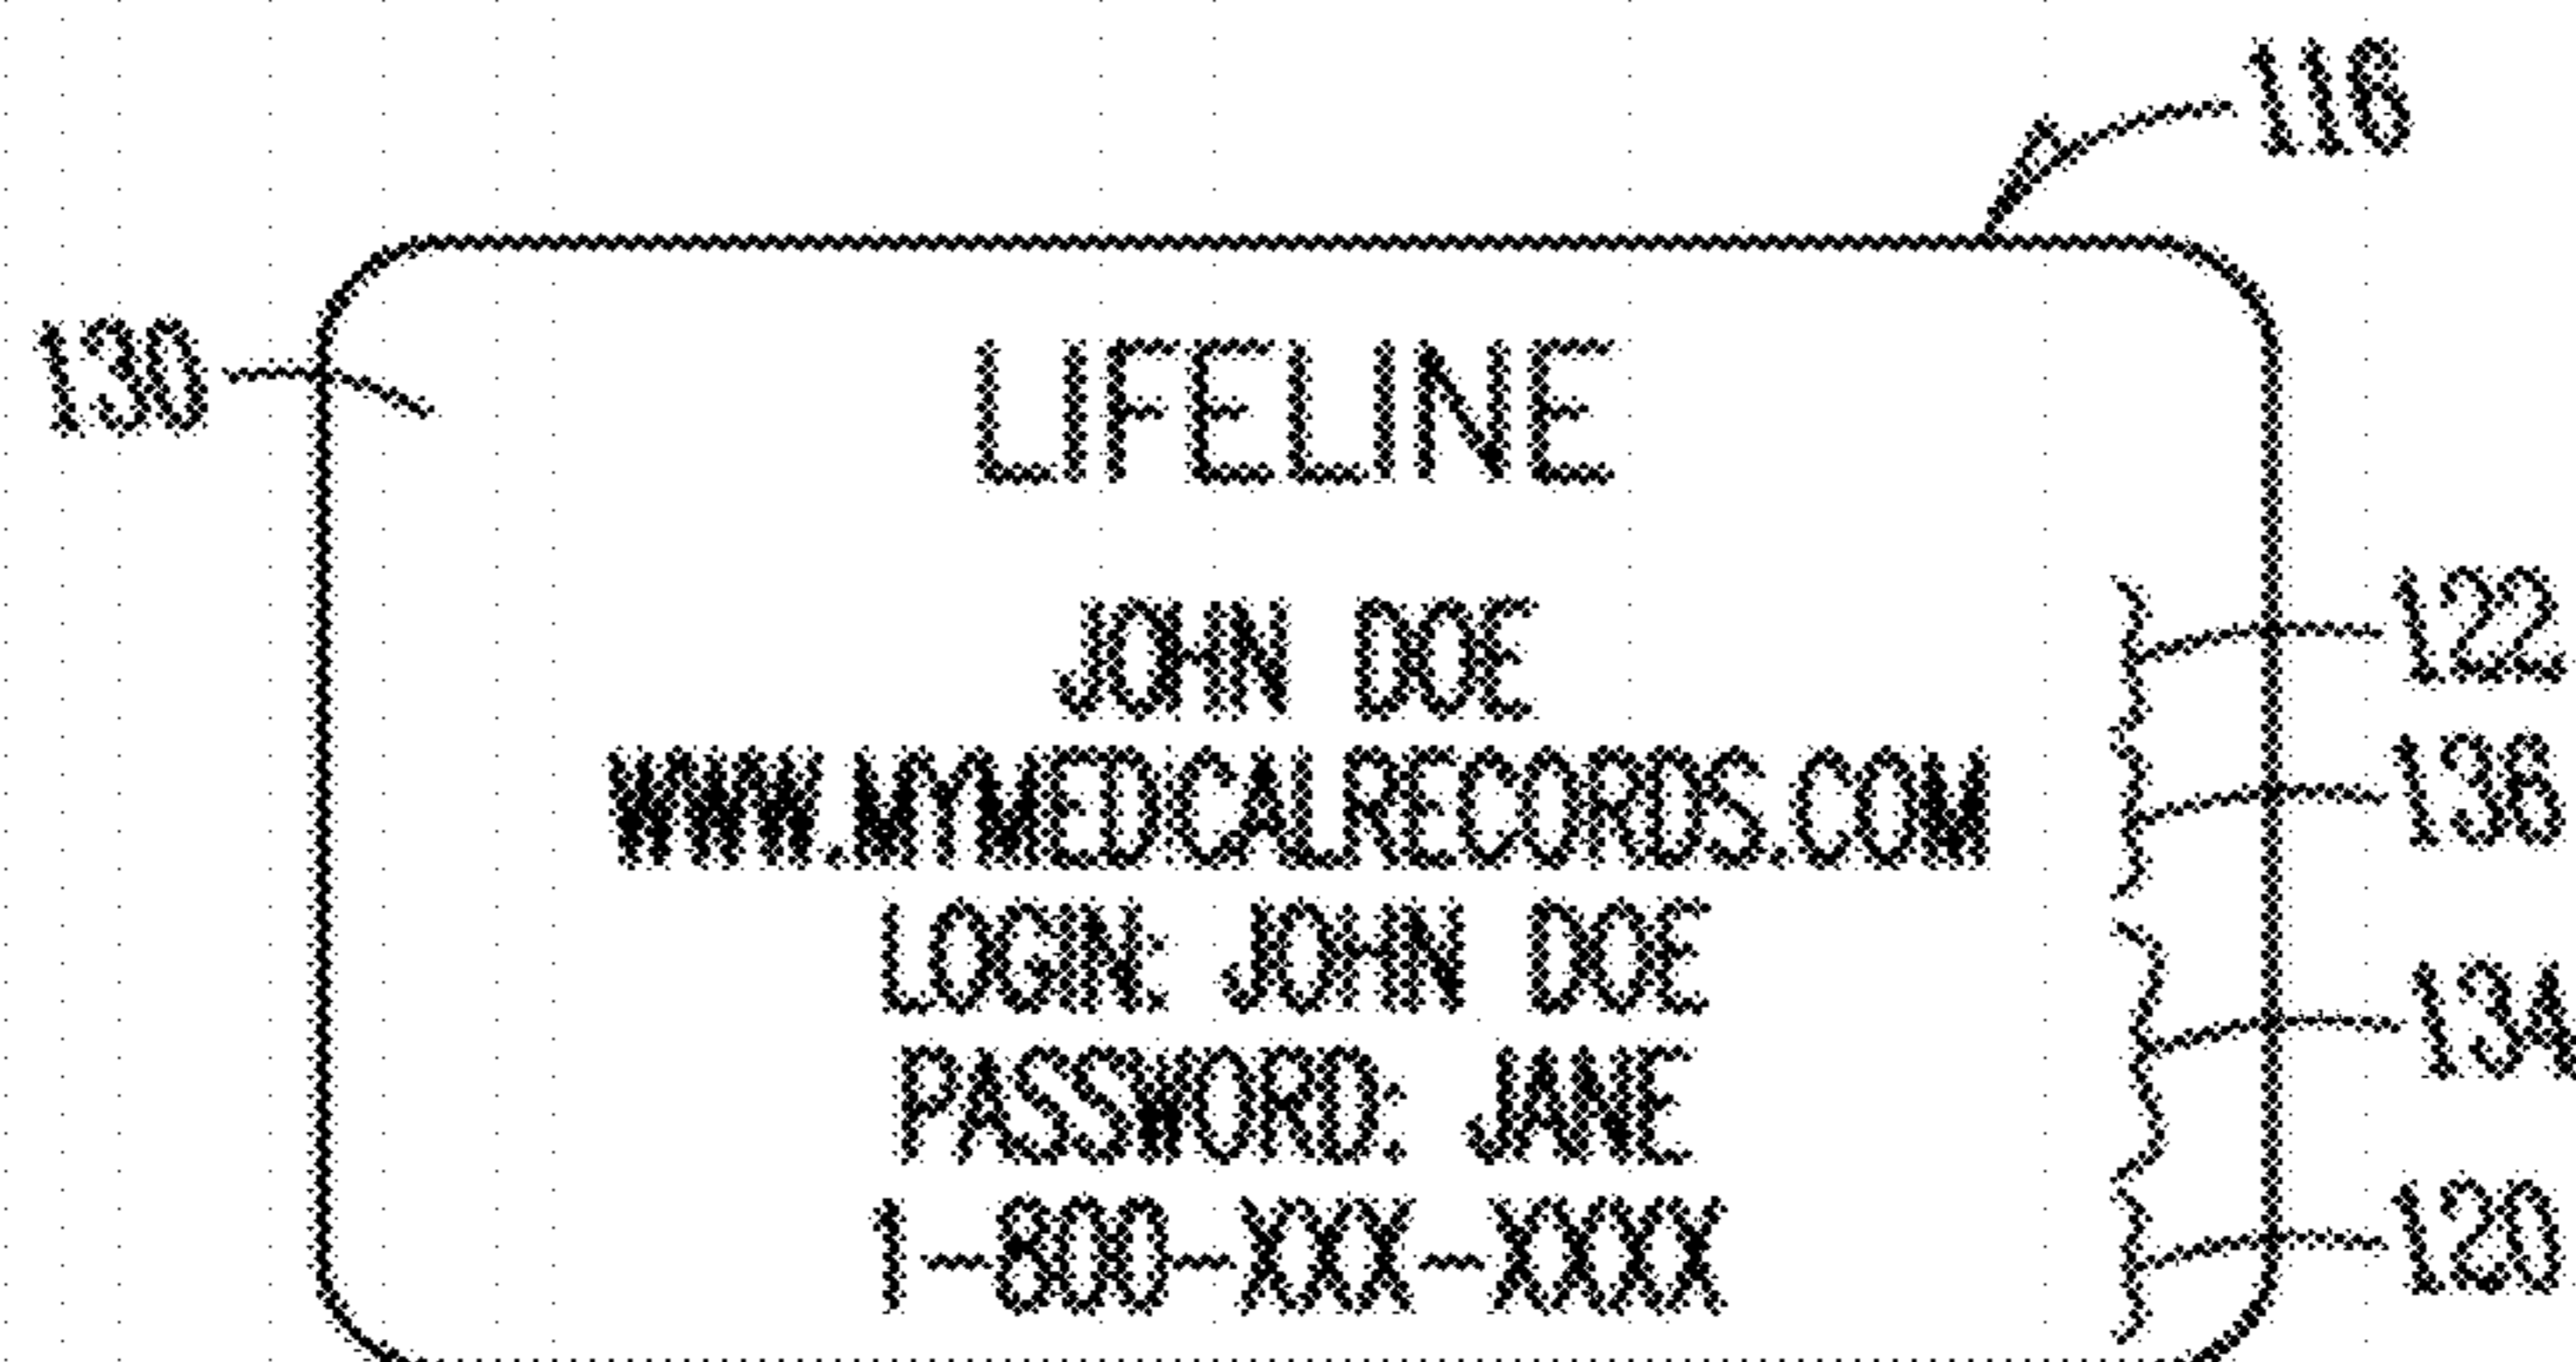 116
130
LIFELINE
JOHN DOE
122
WWW.MYMEDICALRECORDS.COM
136
LOGIN: JOHN DOE
134
PASSWORD: JANE
1-800-XXX-XXXX
120